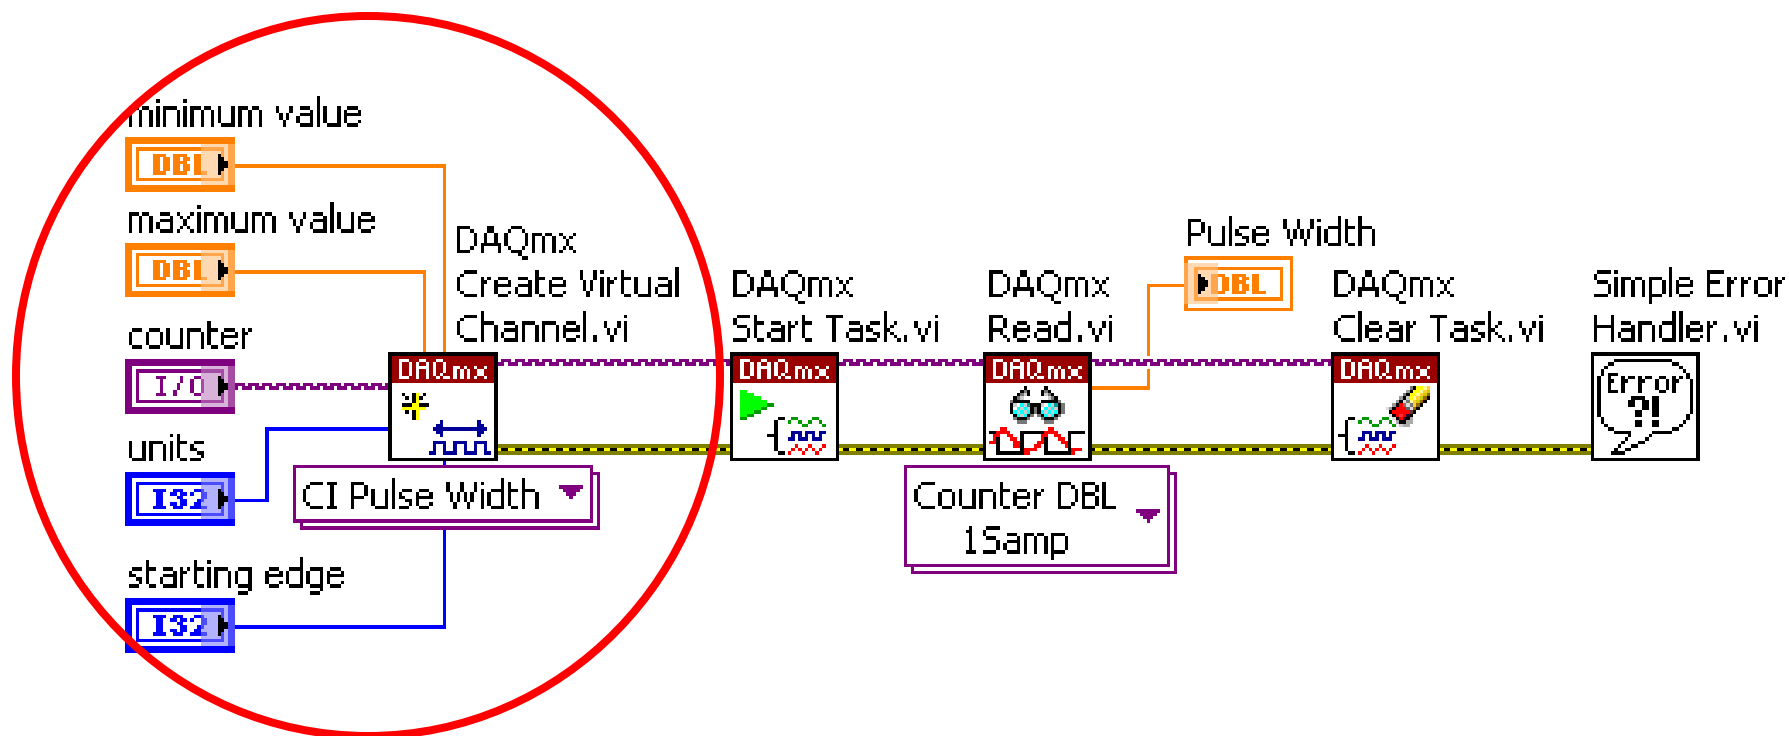 minimum value
DBL
maximum value
DBL
counter
I/O
units
I32
starting edge
I32
DAQmx
Create Virtual
Channel.vi
DAQmx
CI Pulse Width
DAQmx
Start Task.vi
DAQmx
DAQmx
Read.vi
DAQmx
Counter DBL
1Samp
Pulse Width
DBL
DAQmx
Clear Task.vi
DAQmx
Simple Error
Handler.vi
Error
?!